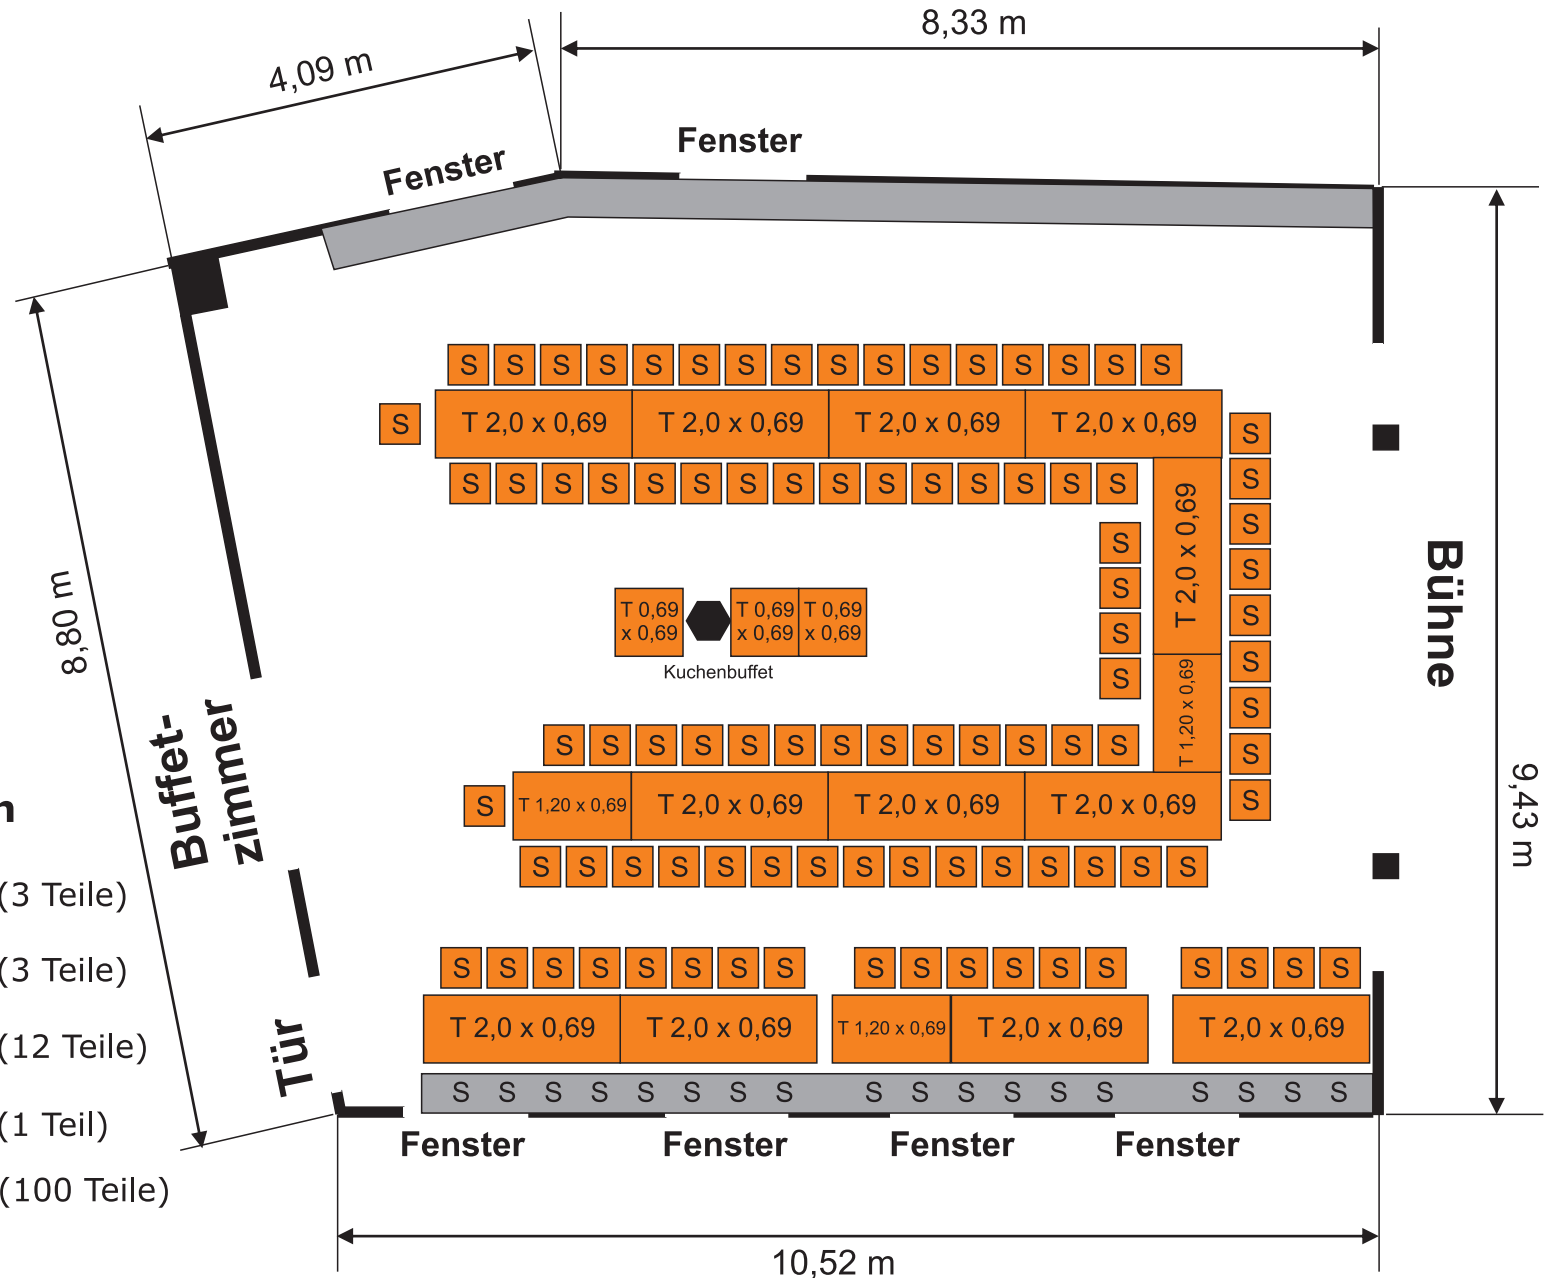 8,33 m
4,09 m
Fenster
Fenster
S S S S S S S S S S S S S S S S
S T 2,0 x 0,69 T 2,0 x 0,69 T 2,0 x 0,69 T 2,0 x 0,69 S
S S S S S S S S S S S S S S S
S
S
S
S
S
S
S
S
T 2,0 x 0,69
T 1,20 x 0,69
S
S
S
S
T 0,69
x 0,69
T 0,69
x 0,69
T 0,69
x 0,69
Kuchenbuffet
Bühne
8,80 m
9,43 m
Buffet-
zimmer
S S S S S S S S S S S S S
S T 1,20 x 0,69 T 2,0 x 0,69 T 2,0 x 0,69 T 2,0 x 0,69
S S S S S S S S S S S S S S S
n
(3 Teile)
(3 Teile)
(12 Teile)
(1 Teil)
(100 Teile)
Tür
S S S S S S S S S S S S S S S S S S
T 2,0 x 0,69 T 2,0 x 0,69 T 1,20 x 0,69 T 2,0 x 0,69 T 2,0 x 0,69
S S S S S S S S S S S S S S S S S S
Fenster Fenster Fenster Fenster
10,52 m